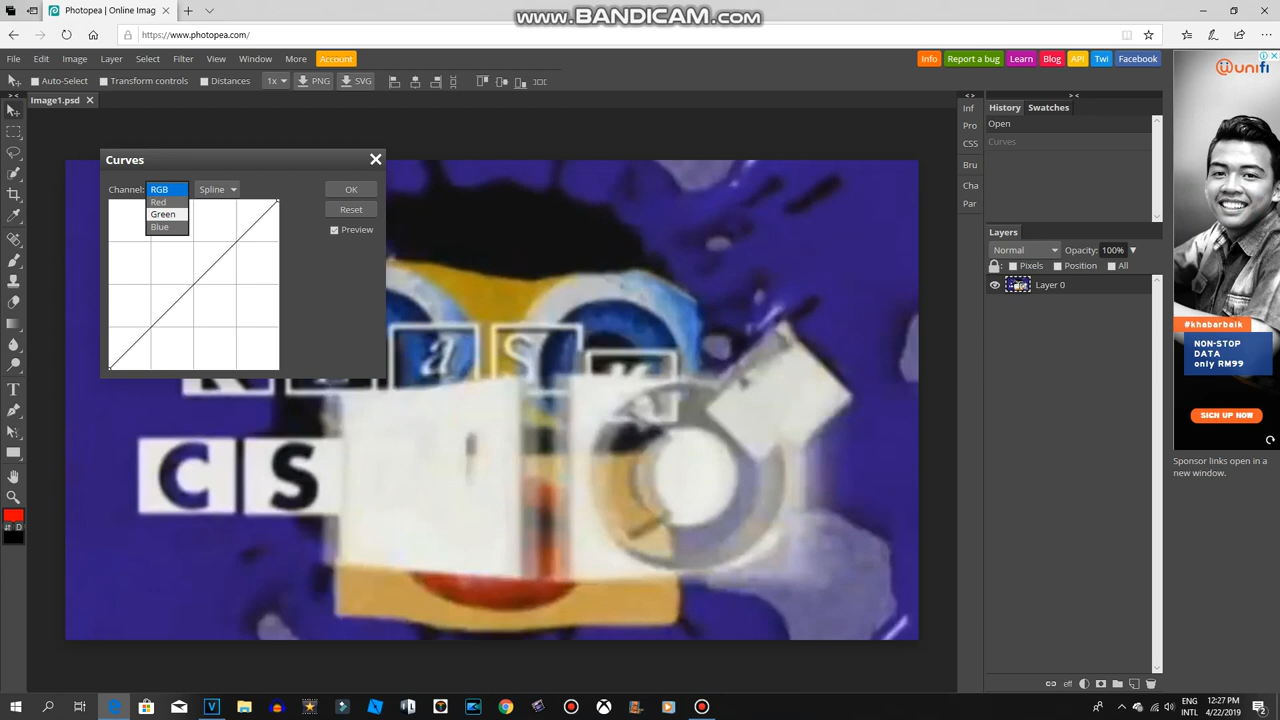 www.BANDICAM.com
Photopea | Online Imag
https://www.photopea.com/
File Edit Image Layer Select Filter View Window More Account
Info Report a bug Learn Blog API Twi Facebook
Auto-Select Transform controls Distances 1x PNG SVG
Image1.psd
Curves
Channel: RGB Spline OK
Red
Green
Blue
Reset
Preview
C S
Inf
Pro
CSS
Bru
Cha
Par
History Swatches
Open
Curves
Layers
Normal Opacity: 100%
Pixels Position All
Layer 0
eff
unifi
#khabarbaik
NON-STOP
DATA
only RM99
SIGN UP NOW
Sponsor links open in a
new window.
ENG
INTL
12:27 PM
4/22/2019